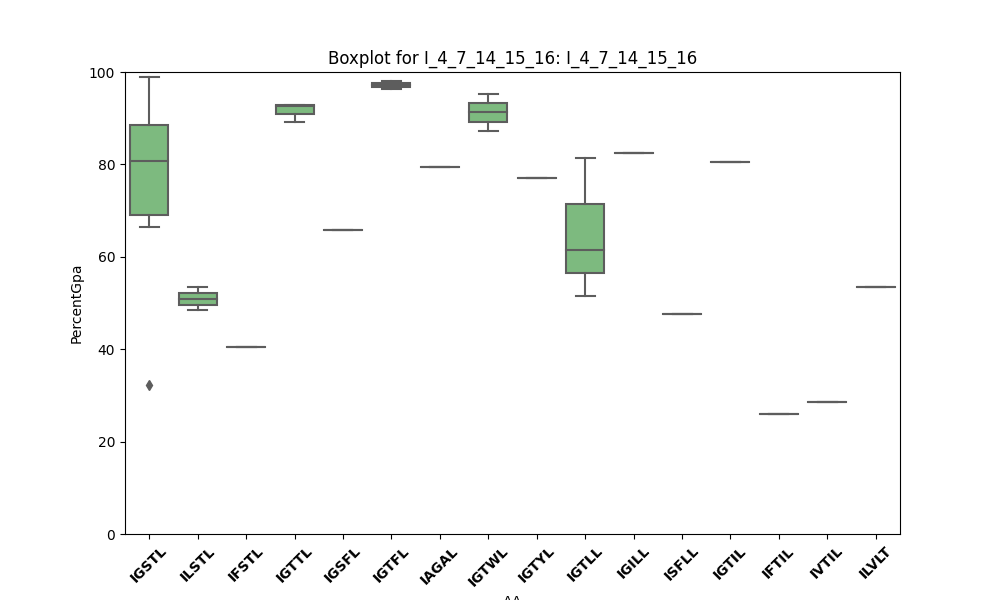 Boxplot for I_4_7_14_15_16: I_4_7_14_15_16
100
80
60
40
20
0
PercentGpa
IGSTL ILSTL IFSTL IGTTL IGSFL IGTFL IAGAL IGTWL IGTYL IGTLL IGILL ISFLL IGTIL IFTIL IVTIL ILVLT
AA